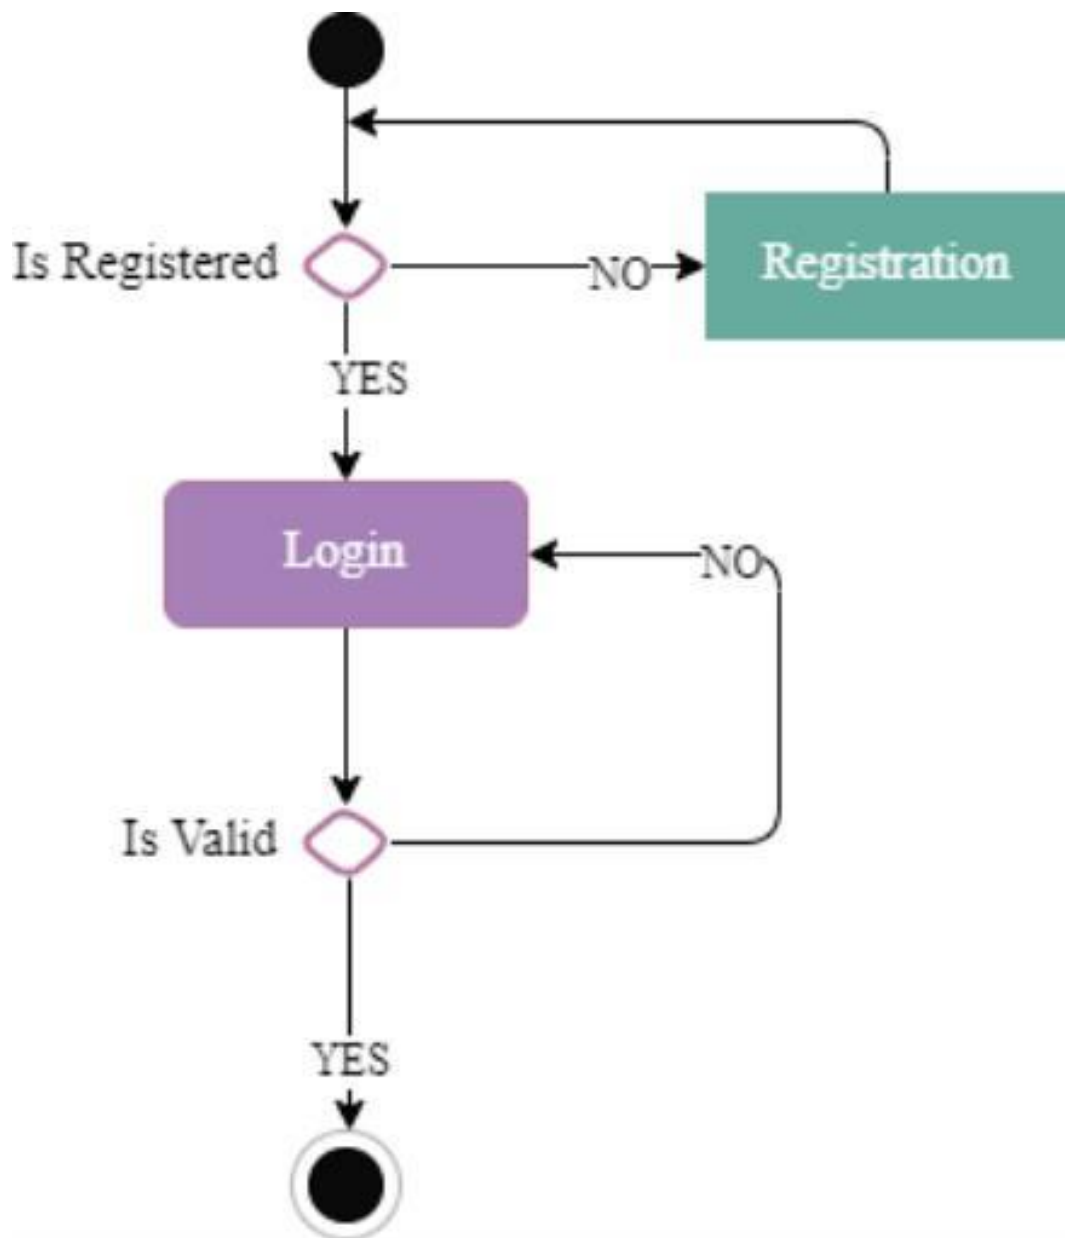 Is Registered
NO
Registration
YES
Login
NO
Is Valid
YES